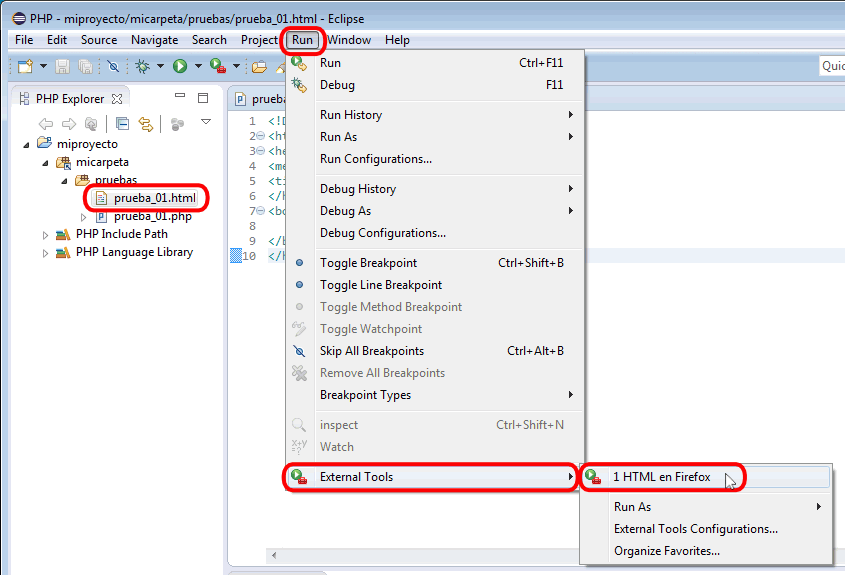 PHP - miproyecto/micarpeta/pruebas/prueba_01.html - Eclipse
File Edit Source Navigate Search Project Run Window Help
Quic
PHP Explorer
miproyecto
micarpeta
pruebas
prueba_01.html
prueba_01.php
PHP Include Path
PHP Language Library
prueba
1 <!D
2 <ht
3 <he
4 <me
5 <ti
6 </h
7 <bo
8
9 </b
10 </h
Run Ctrl+F11
Debug F11
Run History
Run As
Run Configurations...
Debug History
Debug As
Debug Configurations...
Toggle Breakpoint Ctrl+Shift+B
Toggle Line Breakpoint
Toggle Method Breakpoint
Toggle Watchpoint
Skip All Breakpoints Ctrl+Alt+B
Remove All Breakpoints
Breakpoint Types
inspect Ctrl+Shift+N
Watch
External Tools
1 HTML en Firefox
Run As
External Tools Configurations...
Organize Favorites...